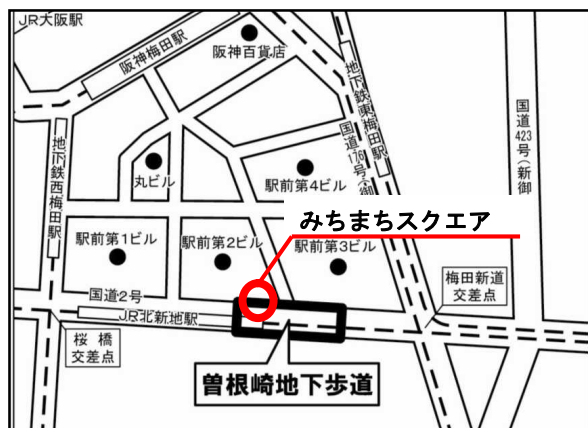 JR大阪駅
阪神梅田駅
阪神百貨店
地下鉄東梅田駅
国道176号(御
国道423号(新御
地下鉄西梅田駅
丸ビル
駅前第4ビル
みちまちスクエア
駅前第1ビル
駅前第2ビル
駅前第3ビル
梅田新道
交差点
国道2号
JR北新地駅
桜橋
交差点
曽根崎地下歩道